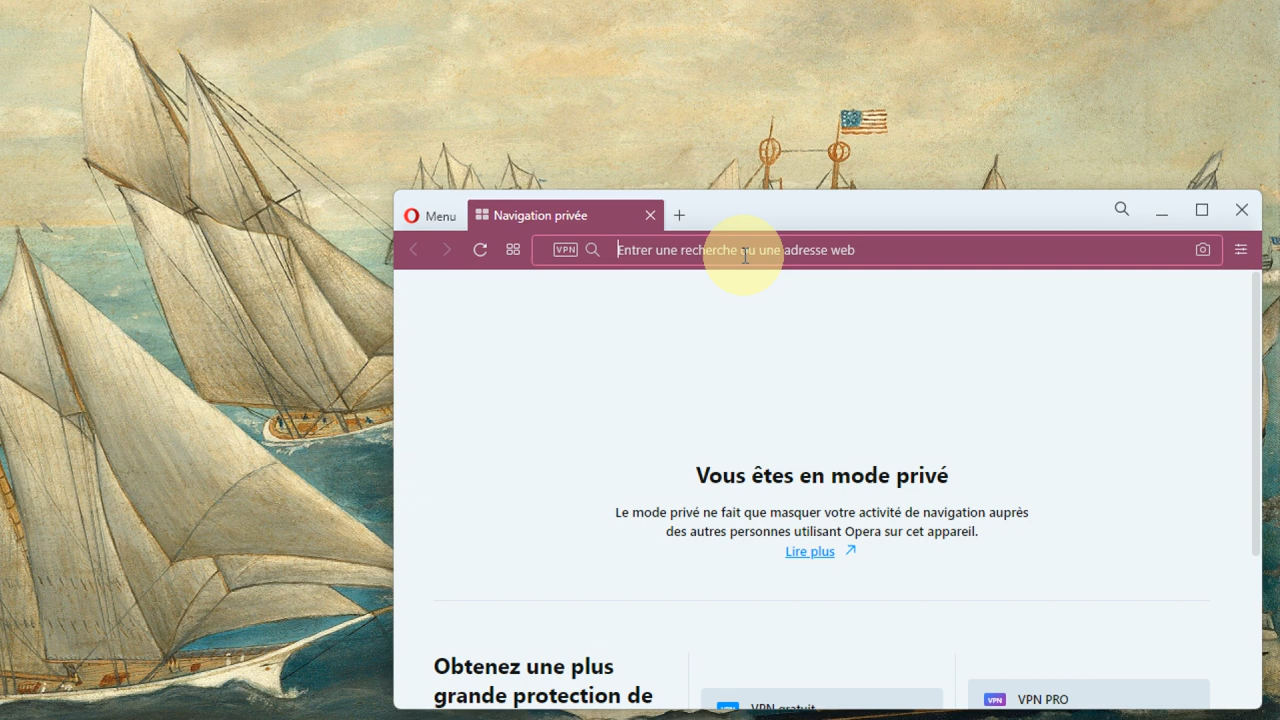 Menu
Navigation privée
VPN
Entrer une recherche ou une adresse web
Vous êtes en mode privé
Le mode privé ne fait que masquer votre activité de navigation auprès
des autres personnes utilisant Opera sur cet appareil.
Lire plus
Obtenez une plus
grande protection de
VPN
VPN gratuit
VPN
VPN PRO